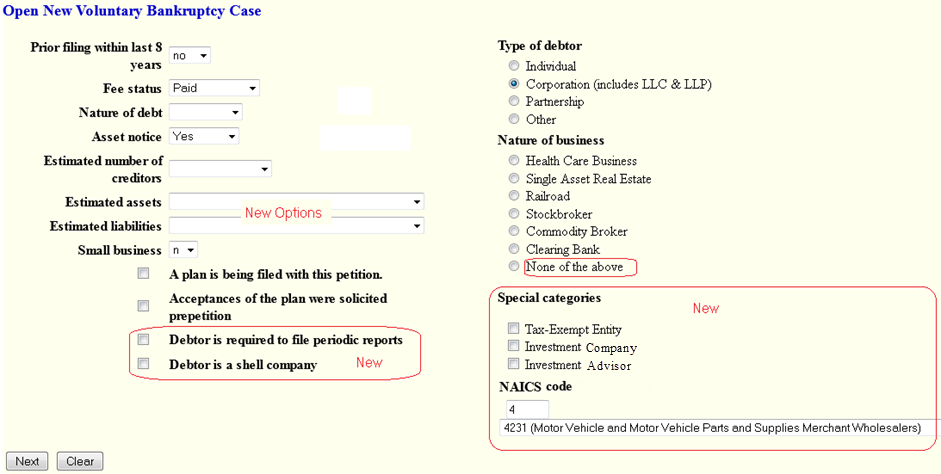 Open New Voluntary Bankruptcy Case
Prior filing within last 8
years
no
Fee status
Paid
Nature of debt
Asset notice
Yes
Estimated number of
creditors
Estimated assets
New Options
Estimated liabilities
Small business
n
A plan is being filed with this petition.
Acceptances of the plan were solicited
prepetition
Debtor is required to file periodic reports
Debtor is a shell company
New
Type of debtor
Individual
Corporation (includes LLC & LLP)
Partnership
Other
Nature of business
Health Care Business
Single Asset Real Estate
Railroad
Stockbroker
Commodity Broker
Clearing Bank
None of the above
Special categories
New
Tax-Exempt Entity
Investment Company
Investment Advisor
NAICS code
4
4231 (Motor Vehicle and Motor Vehicle Parts and Supplies Merchant Wholesalers)
Next
Clear